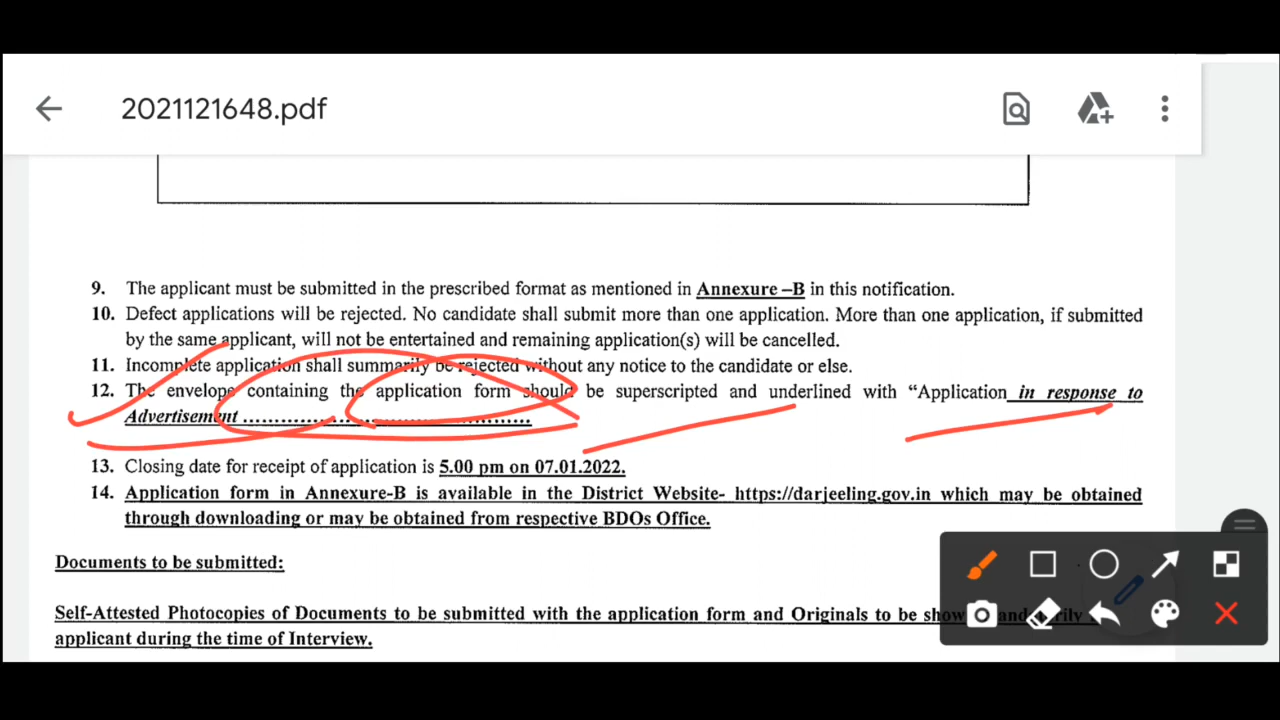 2021121648.pdf
9. The applicant must be submitted in the prescribed format as mentioned in Annexure –B in this notification.
10. Defect applications will be rejected. No candidate shall submit more than one application. More than one application, if submitted
by the same applicant, will not be entertained and remaining application(s) will be cancelled.
11. Incomplete application shall summarily be rejected without any notice to the candidate or else.
12. The envelope containing the application form should be superscripted and underlined with “Application in response to
Advertisement ..............................................
13. Closing date for receipt of application is 5.00 pm on 07.01.2022.
14. Application form in Annexure-B is available in the District Website- https://darjeeling.gov.in which may be obtained
through downloading or may be obtained from respective BDOs Office.
Documents to be submitted:
Self-Attested Photocopies of Documents to be submitted with the application form and Originals to be
applicant during the time of Interview.